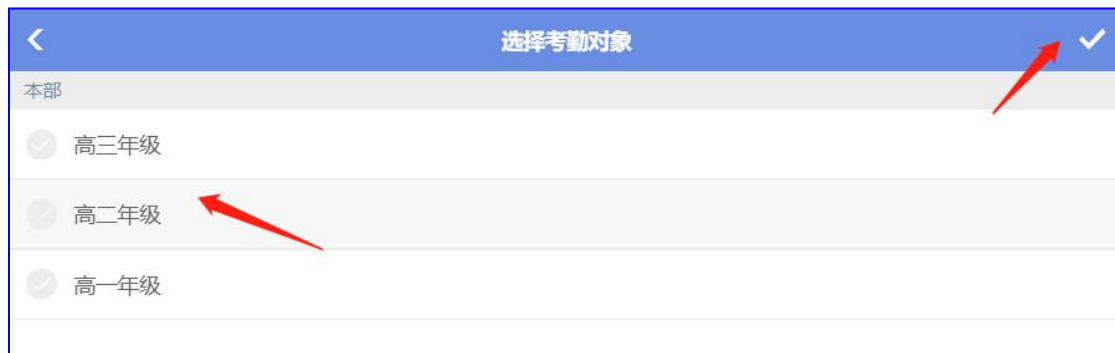 选择考勤对象
本部
高三年级
高二年级
高一年级